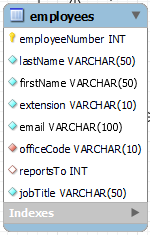 employees
employeeNumber INT
lastName VARCHAR(50)
firstName VARCHAR(50)
extension VARCHAR(10)
email VARCHAR(100)
officeCode VARCHAR(10)
reportsTo INT
jobTitle VARCHAR(50)
Indexes